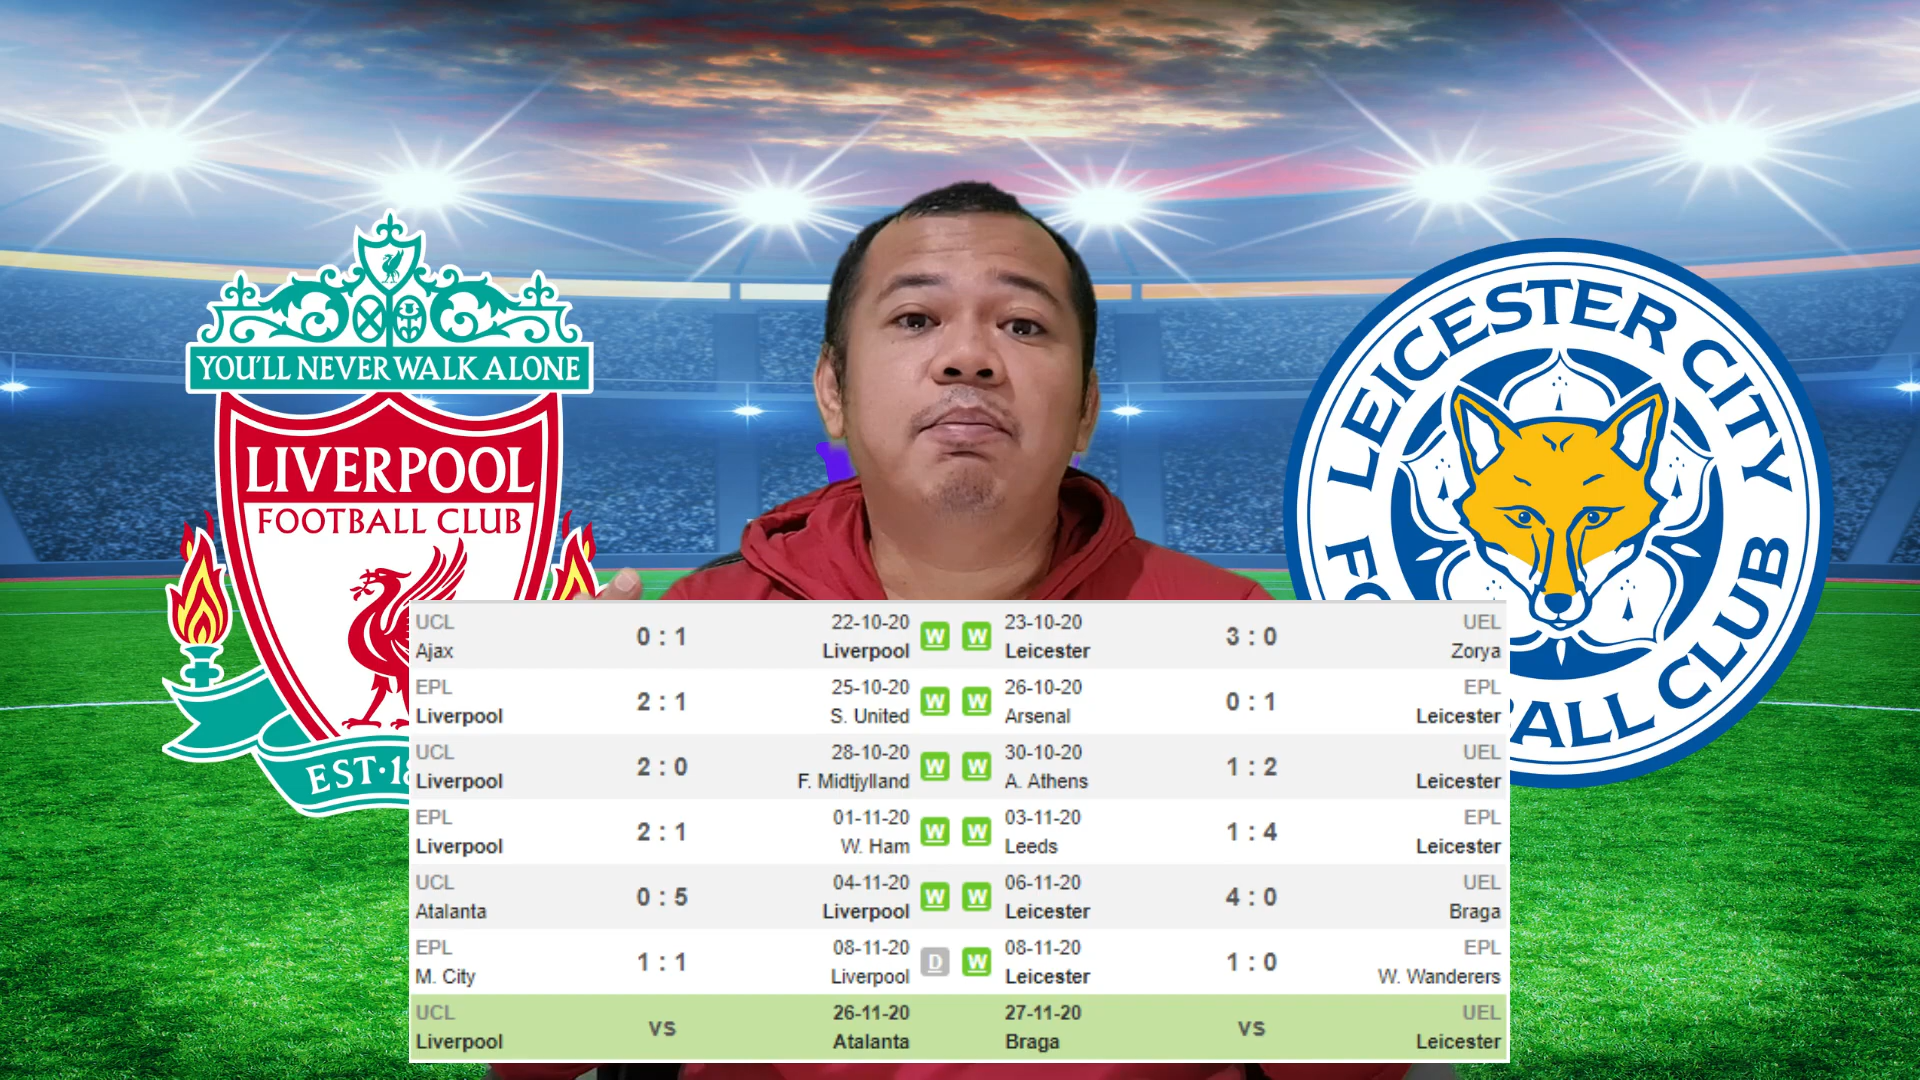 YOU'LL NEVER WALK ALONE
LIVERPOOL
FOOTBALL CLUB
EST·18
LEICESTER CITY
FOOTBALL CLUB
UCL 22-10-20 W W 23-10-20 UEL
Ajax 0 : 1 Liverpool Leicester 3 : 0 Zorya
EPL 25-10-20 W W 26-10-20 EPL
Liverpool 2 : 1 S. United Arsenal 0 : 1 Leicester
UCL 28-10-20 W W 30-10-20 UEL
Liverpool 2 : 0 F. Midtjylland A. Athens 1 : 2 Leicester
EPL 01-11-20 W W 03-11-20 EPL
Liverpool 2 : 1 W. Ham Leeds 1 : 4 Leicester
UCL 04-11-20 W W 06-11-20 UEL
Atalanta 0 : 5 Liverpool Leicester 4 : 0 Braga
EPL 08-11-20 D W 08-11-20 EPL
M. City 1 : 1 Liverpool Leicester 1 : 0 W. Wanderers
UCL 26-11-20 27-11-20 UEL
Liverpool vs Atalanta Braga vs Leicester